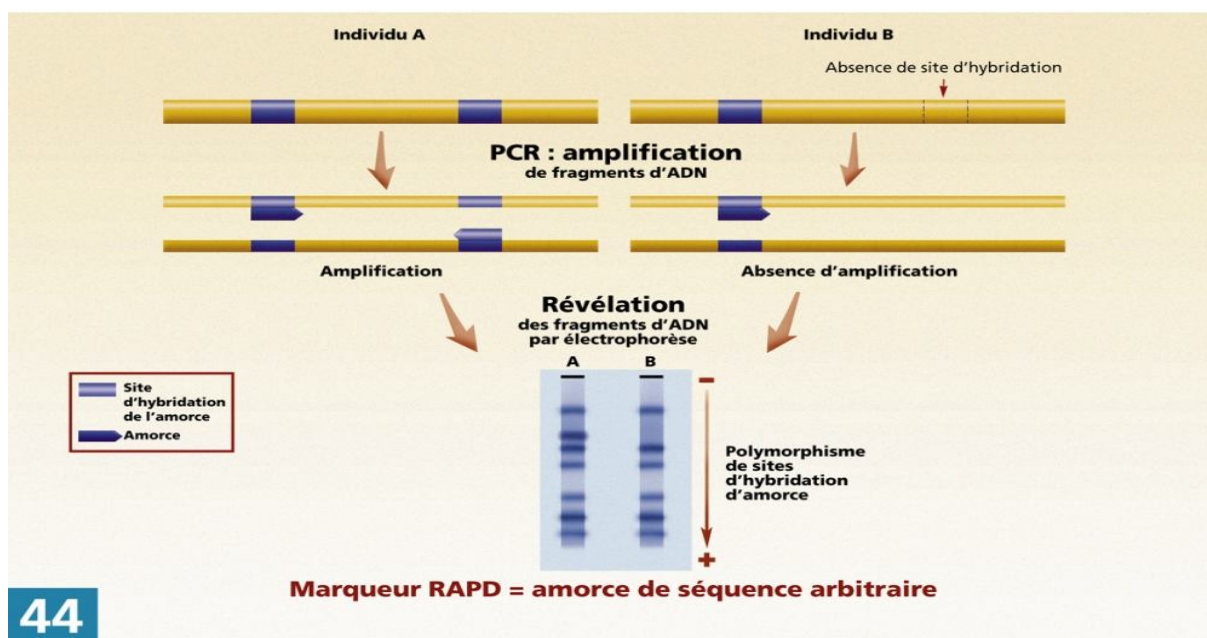 Individu A
Individu B
Absence de site d'hybridation
PCR : amplification
de fragments d'ADN
Amplification
Absence d'amplification
Révélation
des fragments d'ADN
par électrophorèse
A
B
Site
d'hybridation
de l'amorce
Amorce
−
Polymorphisme
de sites
d'hybridation
d'amorce
+
Marqueur RAPD = amorce de séquence arbitraire
44